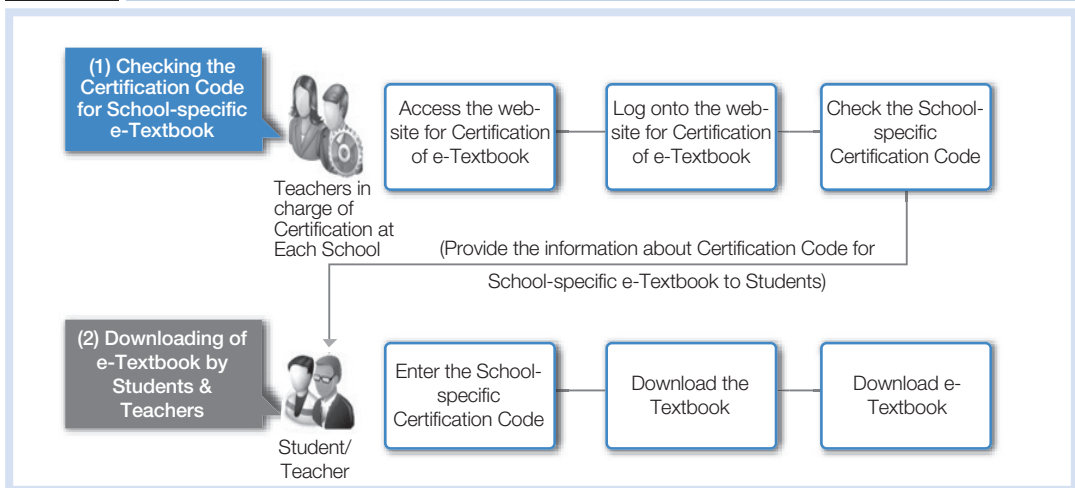 (1) Checking the
Certification Code
for School-specific
e-Textbook
Teachers in
charge of
Certification at
Each School
Access the web-
site for Certification
of e-Textbook
Log onto the web-
site for Certification
of e-Textbook
Check the School-
specific
Certification Code
(Provide the information about Certification Code for
School-specific e-Textbook to Students)
(2) Downloading of
e-Textbook by
Students &
Teachers
Student/
Teacher
Enter the School-
specific
Certification Code
Download the
Textbook
Download e-
Textbook